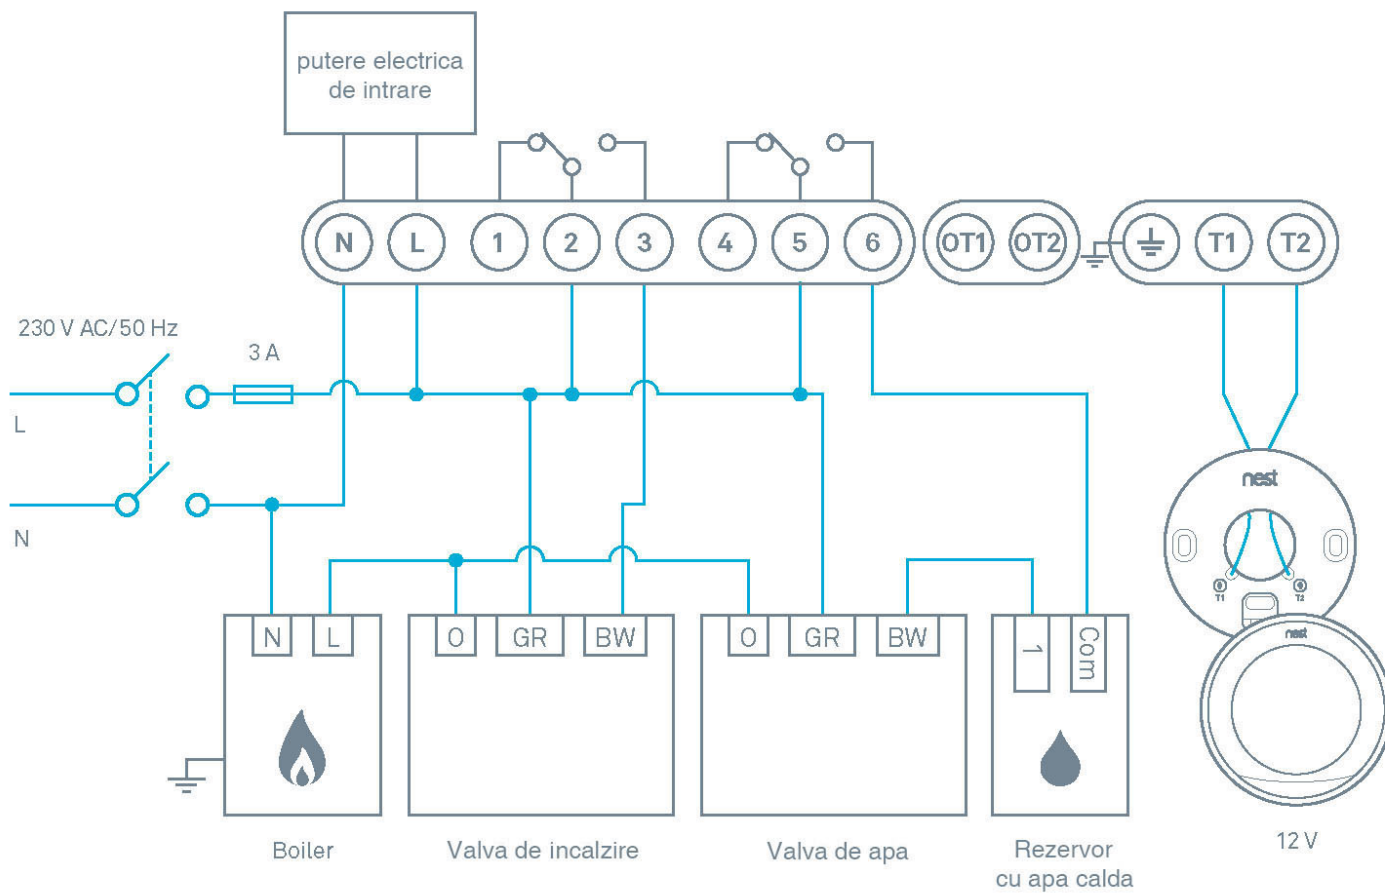 putere electrica
de intrare
N
L
1
2
3
4
5
6
OT1
OT2
T1
T2
230 V AC/50 Hz
3 A
L
N
nest
T1
T2
N
L
O
GR
BW
O
GR
BW
1
Com
nest
Boiler
Valva de incalzire
Valva de apa
Rezervor
cu apa calda
12 V